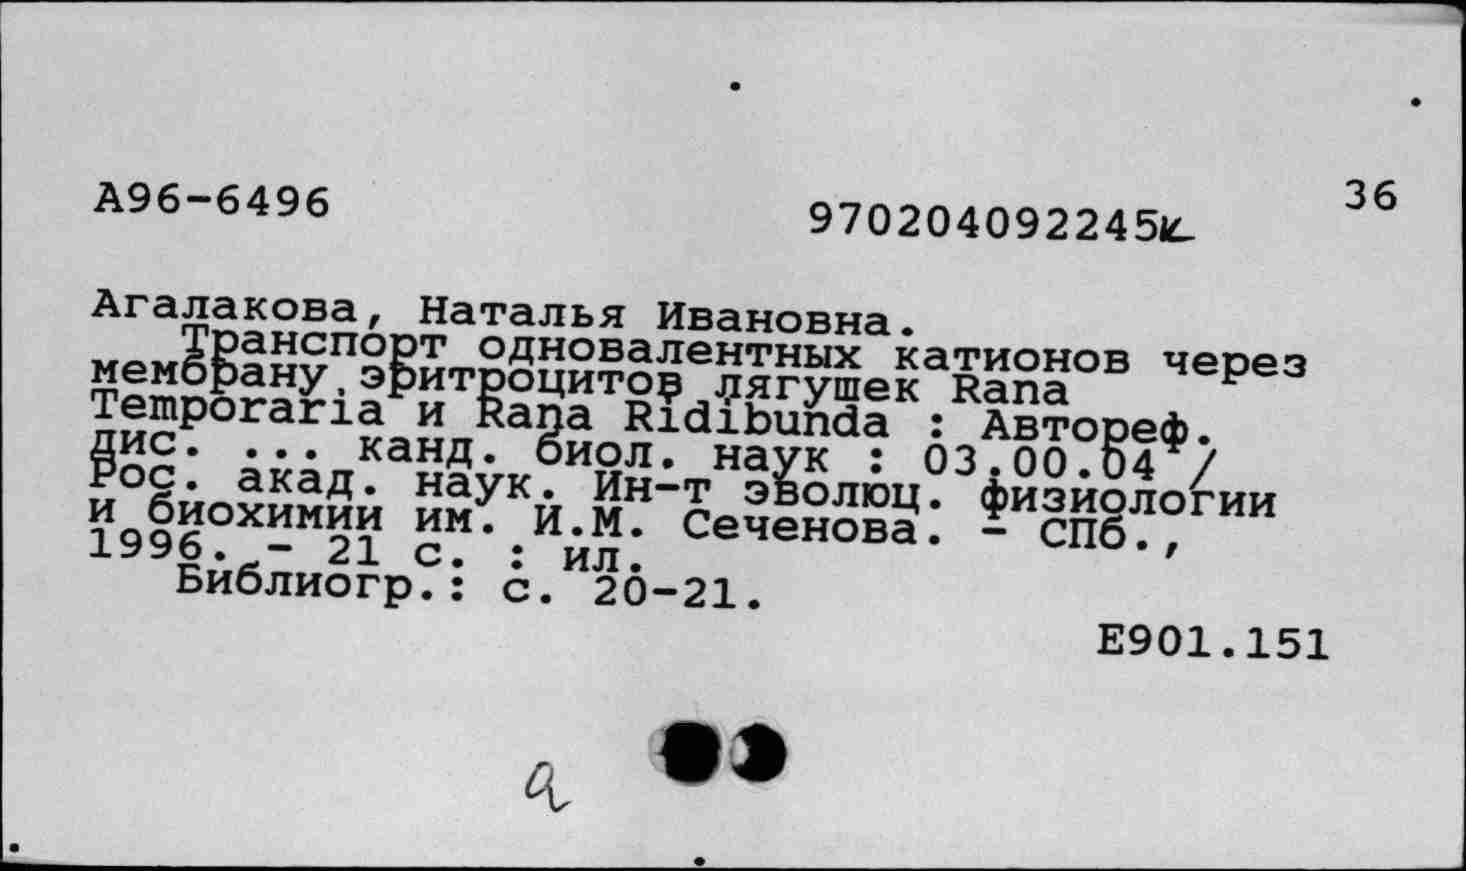 А96-6496
36
970204092245к
Агалакова, Наталья Ивановна.
Транспорт одновалентных катионов через
мембрану эритроцитов лягушек Rana
Temporaria и Rana Ridibunda : Автореф.
дис. ... канд. биол. наук : 03.00.04 /
Рос. акад. наук. Ин-т эволюц. физиологии
и биохимии им. И.М. Сеченова. - СПб.,
1996. - 21 с. : ил.
Библиогр.: с. 20-21.
Е901.151